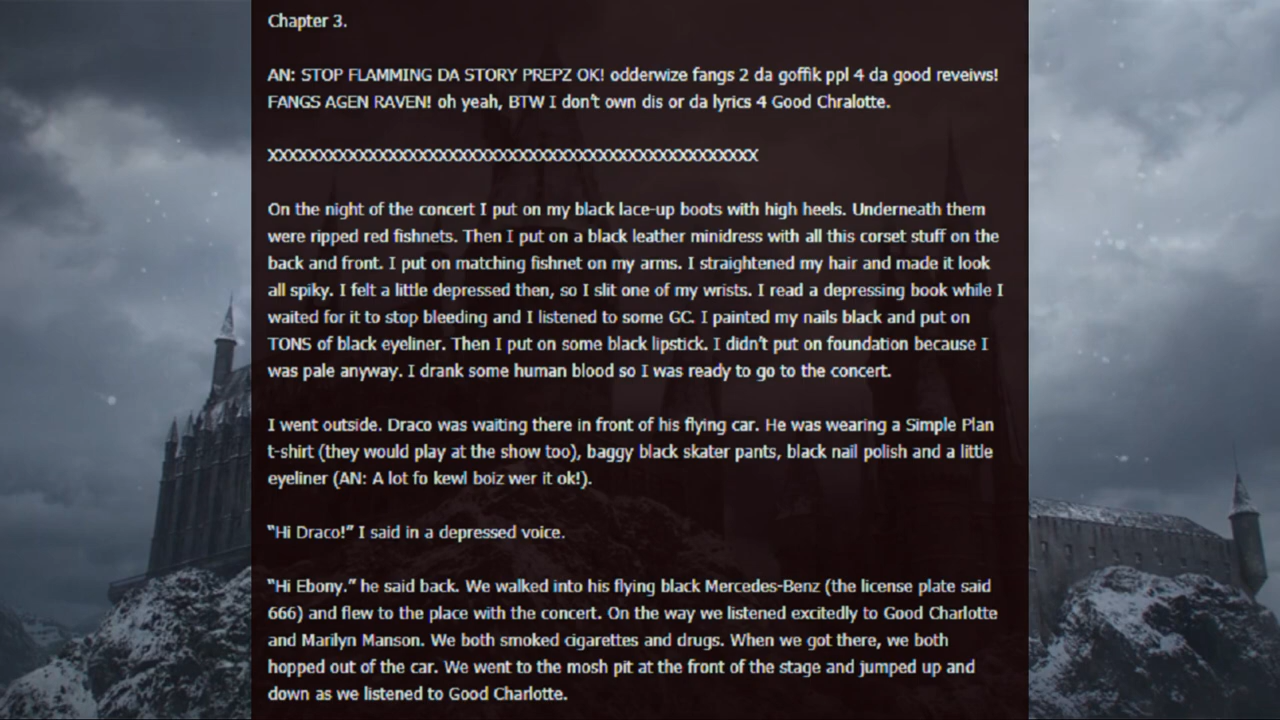 Chapter 3.
AN: STOP FLAMMING DA STORY PREPZ OK! odderwize fangs 2 da goffik ppl 4 da good reveiws!
FANGS AGEN RAVEN! oh yeah, BTW I don’t own dis or da lyrics 4 Good Chralotte.
XXXXXXXXXXXXXXXXXXXXXXXXXXXXXXXXXXXXXXXXXXXXXXXXX
On the night of the concert I put on my black lace-up boots with high heels. Underneath them
were ripped red fishnets. Then I put on a black leather minidress with all this corset stuff on the
back and front. I put on matching fishnet on my arms. I straightened my hair and made it look
all spiky. I felt a little depressed then, so I slit one of my wrists. I read a depressing book while I
waited for it to stop bleeding and I listened to some GC. I painted my nails black and put on
TONS of black eyeliner. Then I put on some black lipstick. I didn’t put on foundation because I
was pale anyway. I drank some human blood so I was ready to go to the concert.
I went outside. Draco was waiting there in front of his flying car. He was wearing a Simple Plan
t-shirt (they would play at the show too), baggy black skater pants, black nail polish and a little
eyeliner (AN: A lot fo kewl boiz wer it ok!).
“Hi Draco!” I said in a depressed voice.
“Hi Ebony.” he said back. We walked into his flying black Mercedes-Benz (the license plate said
666) and flew to the place with the concert. On the way we listened excitedly to Good Charlotte
and Marilyn Manson. We both smoked cigarettes and drugs. When we got there, we both
hopped out of the car. We went to the mosh pit at the front of the stage and jumped up and
down as we listened to Good Charlotte.